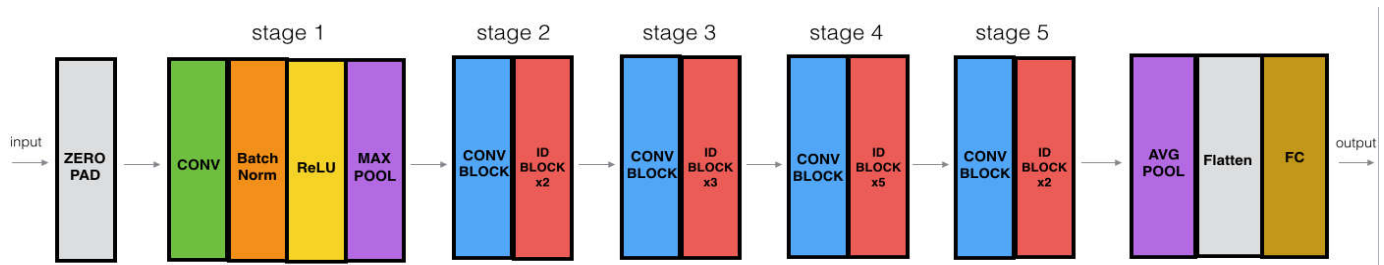 stage 1
stage 2
stage 3
stage 4
stage 5
input
ZERO
PAD
CONV
Batch
Norm
ReLU
MAX
POOL
CONV
BLOCK
ID
BLOCK
x2
CONV
BLOCK
ID
BLOCK
x3
CONV
BLOCK
ID
BLOCK
x5
CONV
BLOCK
ID
BLOCK
x2
AVG
POOL
Flatten
FC
output